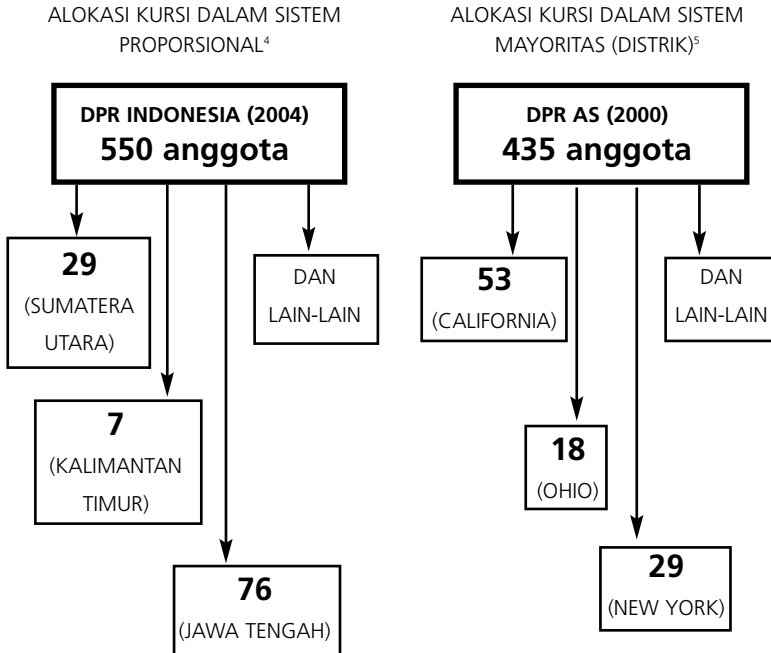 ALOKASI KURSI DALAM SISTEM
PROPORSIONAL⁴
DPR INDONESIA (2004)
550 anggota
29
(SUMATERA
UTARA)
DAN
LAIN-LAIN
7
(KALIMANTAN
TIMUR)
76
(JAWA TENGAH)
ALOKASI KURSI DALAM SISTEM
MAYORITAS (DISTRIK)⁵
DPR AS (2000)
435 anggota
53
(CALIFORNIA)
DAN
LAIN-LAIN
18
(OHIO)
29
(NEW YORK)